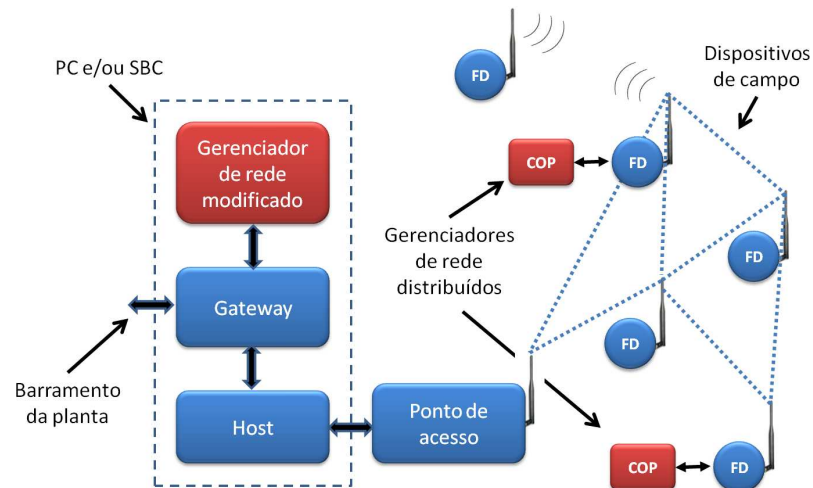 PC e/ou SBC
Gerenciador
de rede
modificado
Gateway
Host
Barramento
da planta
Ponto de
acesso
FD
Dispositivos
de campo
COP
FD
Gerenciadores
de rede
distribuídos
FD
FD
COP
FD